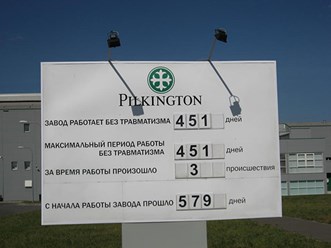 PILKINGTON
ЗАВОД РАБОТАЕТ БЕЗ ТРАВМАТИЗМА 451 дней
МАКСИМАЛЬНЫЙ ПЕРИОД РАБОТЫ
БЕЗ ТРАВМАТИЗМА 451 дней
ЗА ВРЕМЯ РАБОТЫ ПРОИЗОШЛО 3 происшествия
С НАЧАЛА РАБОТЫ ЗАВОДА ПРОШЛО 579 дней